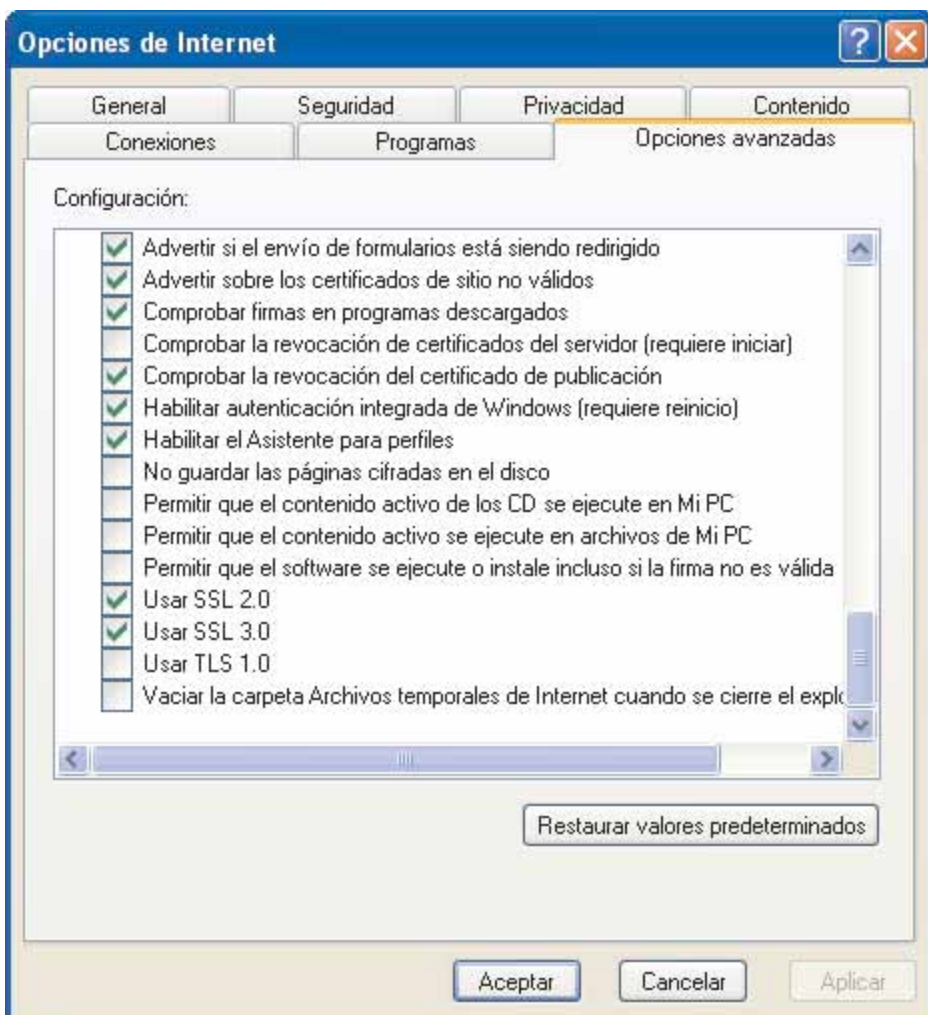 Opciones de Internet
General Seguridad Privacidad Contenido
Conexiones Programas Opciones avanzadas
Configuración:
Advertir si el envío de formularios está siendo redirigido
Advertir sobre los certificados de sitio no válidos
Comprobar firmas en programas descargados
Comprobar la revocación de certificados del servidor (requiere iniciar)
Comprobar la revocación del certificado de publicación
Habilitar autenticación integrada de Windows (requiere reinicio)
Habilitar el Asistente para perfiles
No guardar las páginas cifradas en el disco
Permitir que el contenido activo de los CD se ejecute en Mi PC
Permitir que el contenido activo se ejecute en archivos de Mi PC
Permitir que el software se ejecute o instale incluso si la firma no es válida
Usar SSL 2.0
Usar SSL 3.0
Usar TLS 1.0
Vaciar la carpeta Archivos temporales de Internet cuando se cierre el explo
Restaurar valores predeterminados
Aceptar Cancelar Aplicar